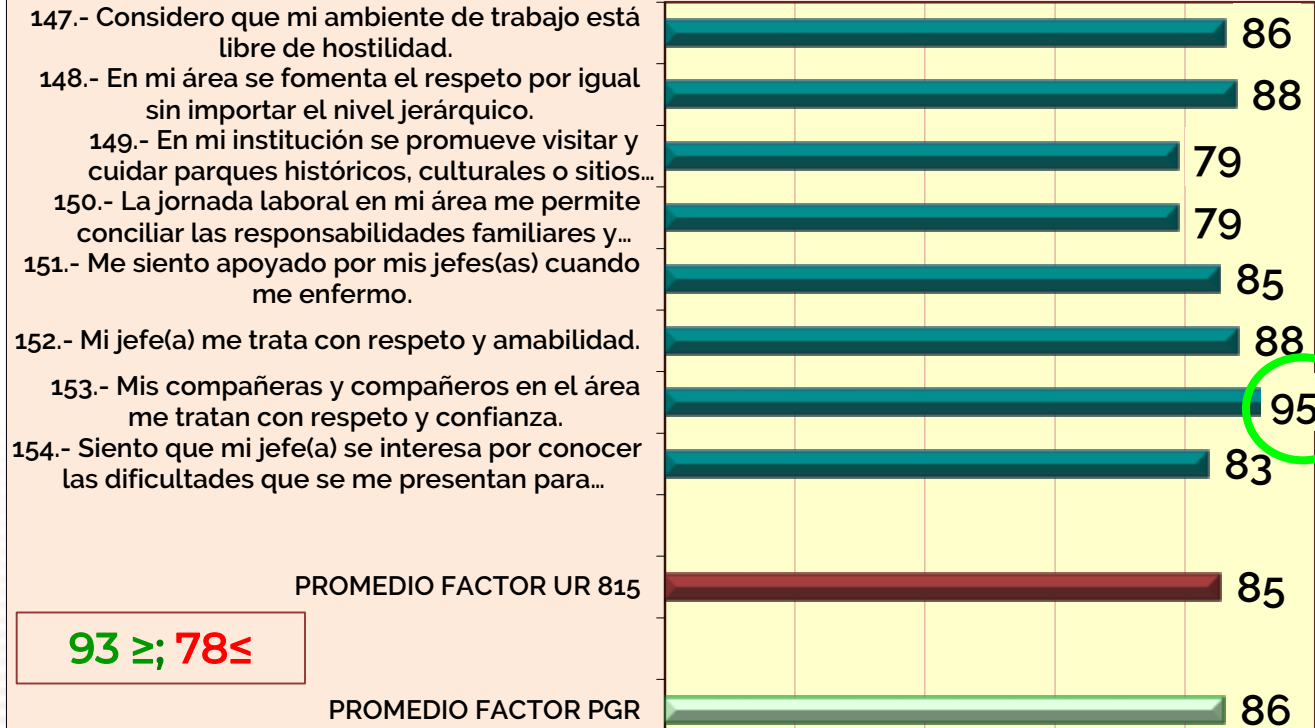 147.- Considero que mi ambiente de trabajo está
libre de hostilidad.
86
148.- En mi área se fomenta el respeto por igual
sin importar el nivel jerárquico.
88
149.- En mi institución se promueve visitar y
cuidar parques históricos, culturales o sitios…
79
150.- La jornada laboral en mi área me permite
conciliar las responsabilidades familiares y…
79
151.- Me siento apoyado por mis jefes(as) cuando
me enfermo.
85
152.- Mi jefe(a) me trata con respeto y amabilidad.
88
153.- Mis compañeras y compañeros en el área
me tratan con respeto y confianza.
95
154.- Siento que mi jefe(a) se interesa por conocer
las dificultades que se me presentan para…
83
PROMEDIO FACTOR UR 815
85
93 ≥; 78≤
PROMEDIO FACTOR PGR
86